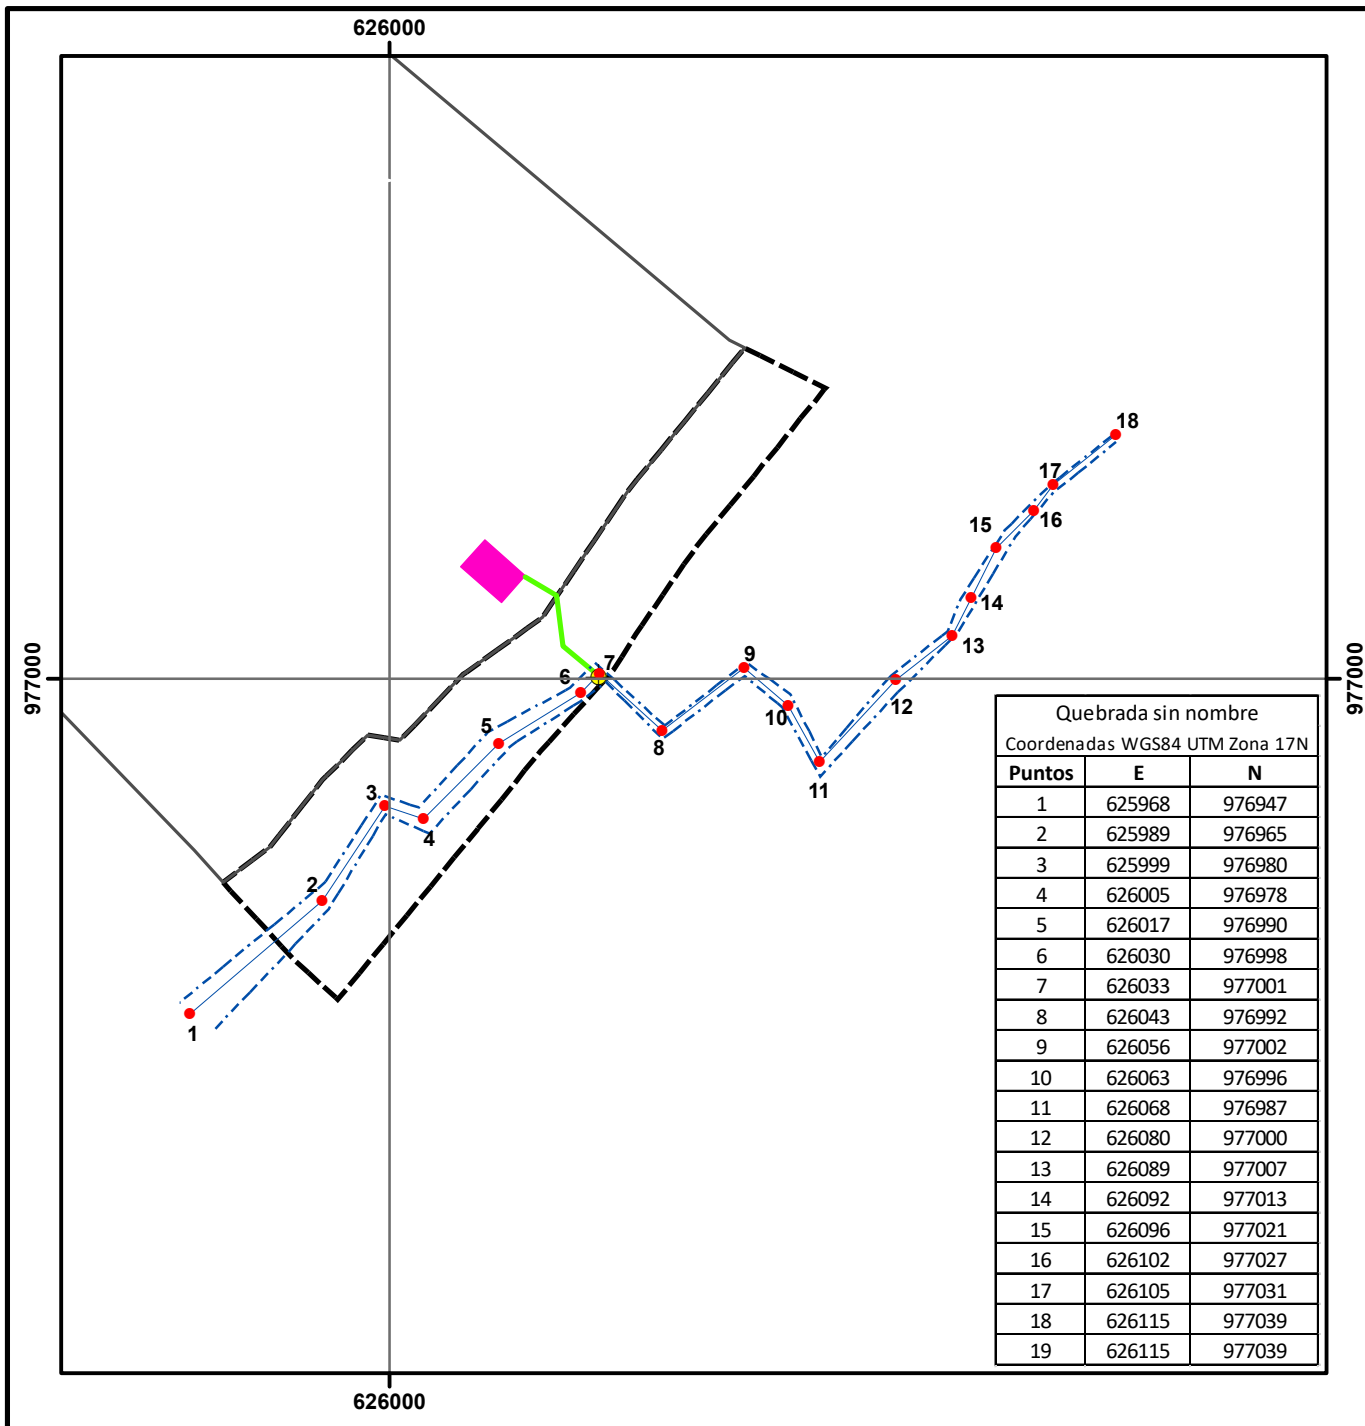 626000
18
17
16
15
14
13
9
7
977000
977000
6
12
10
5
8
11
3
4
2
1
Quebrada sin nombre
Coordenadas WGS84 UTM Zona 17N
Puntos E N
1 625968 976947
2 625989 976965
3 625999 976980
4 626005 976978
5 626017 976990
6 626030 976998
7 626033 977001
8 626043 976992
9 626056 977002
10 626063 976996
11 626068 976987
12 626080 977000
13 626089 977007
14 626092 977013
15 626096 977021
16 626102 977027
17 626105 977031
18 626115 977039
19 626115 977039
626000